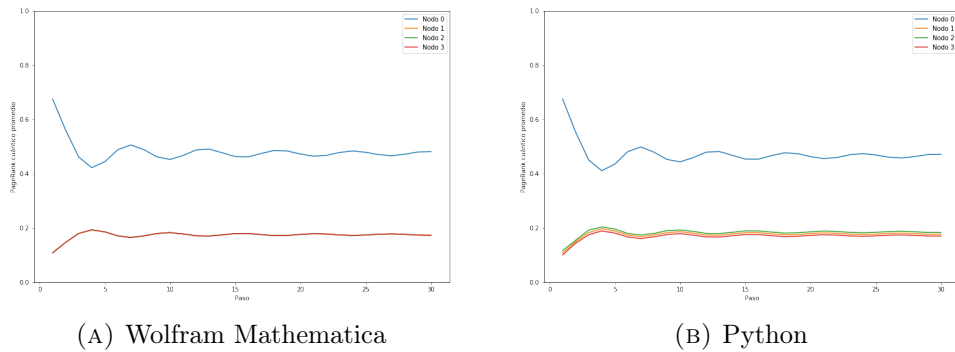 1.0
0.8
0.6
0.4
0.2
0.0
PageRank cuántico promedio
0
5
10
15
20
25
30
Paso
Nodo 0
Nodo 1
Nodo 2
Nodo 3
(A) Wolfram Mathematica
1.0
0.8
0.6
0.4
0.2
0.0
PageRank cuántico promedio
0
5
10
15
20
25
30
Paso
Nodo 0
Nodo 1
Nodo 2
Nodo 3
(B) Python